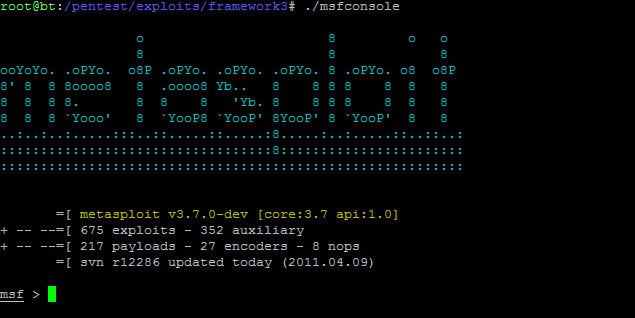 root@bt:/pentest/exploits/framework3# ./msfconsole
                 o                       8         o   o
                 8                       8             8
ooYoYo. .oPYo.  o8P .oPYo. .oPYo. .oPYo. 8 .oPYo. o8  o8P
8' 8  8 8oooo8   8  .oooo8 Yb..   8    8 8 8    8  8   8
8  8  8 8.       8  8    8   'Yb. 8    8 8 8    8  8   8
8  8  8 `Yooo'   8  `YooP8 `YooP' 8YooP' 8 `YooP'  8   8
..:..:..:.....:::..::.....::.....:8.....:..:.....::..::..:
::::::::::::::::::::::::::::::::::8:::::::::::::::::::::::
::::::::::::::::::::::::::::::::::::::::::::::::::::::::::
=[ metasploit v3.7.0-dev [core:3.7 api:1.0]
+ -- --=[ 675 exploits - 352 auxiliary
+ -- --=[ 217 payloads - 27 encoders - 8 nops
=[ svn r12286 updated today (2011.04.09)
msf >